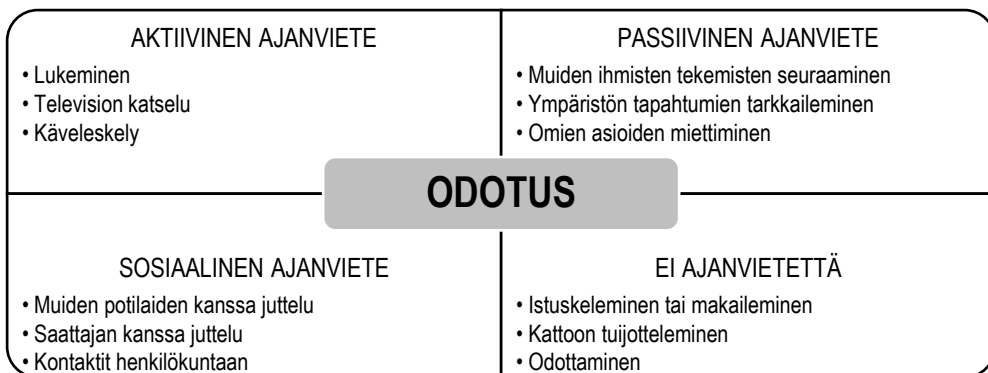 AKTIIVINEN AJANVIETE
• Lukeminen
• Television katselu
• Käveleskely
PASSIIVINEN AJANVIETE
• Muiden ihmisten tekemisten seuraaminen
• Ympäristön tapahtumien tarkkaileminen
• Omien asioiden miettiminen
ODOTUS
SOSIAALINEN AJANVIETE
• Muiden potilaiden kanssa juttelu
• Saattajan kanssa juttelu
• Kontaktit henkilökuntaan
EI AJANVIETETTÄ
• Istuskeleminen tai makaileminen
• Kattoon tuijotteleminen
• Odottaminen